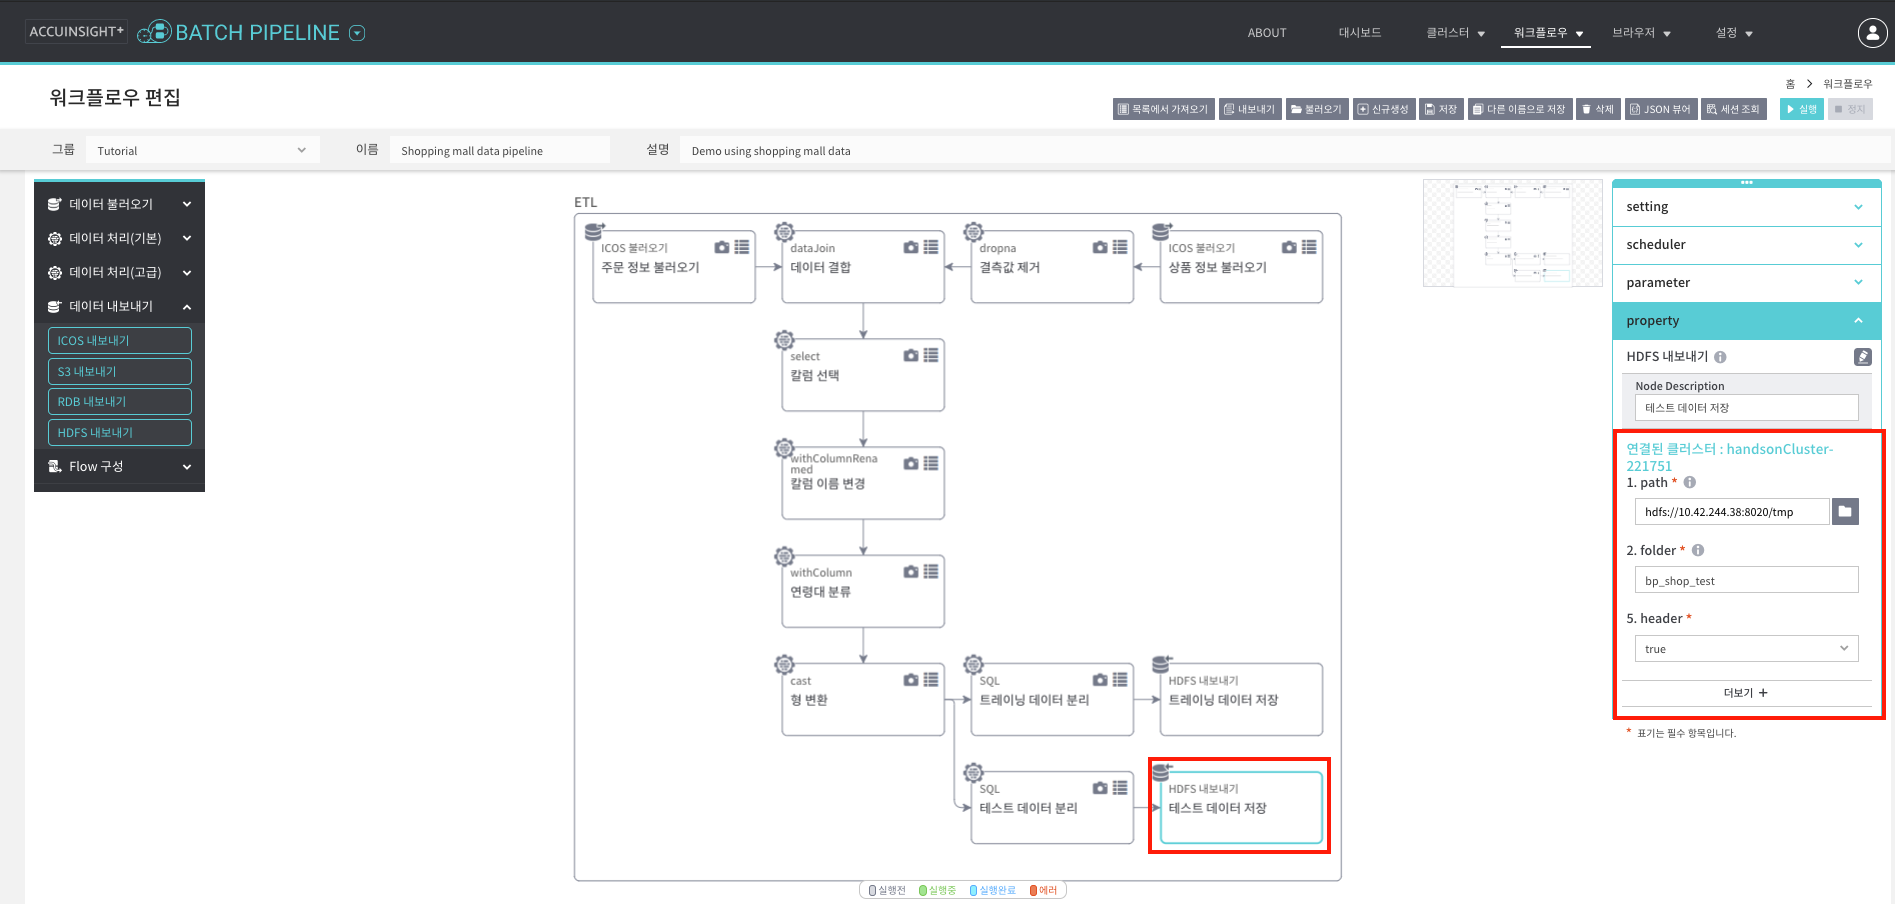 ACCUINSIGHT+
BATCH PIPELINE
ABOUT
대시보드
클러스터
워크플로우
브라우저
설정
워크플로우 편집
홈 > 워크플로우
목록에서 가져오기
내보내기
불러오기
신규생성
저장
다른 이름으로 저장
삭제
JSON 뷰어
세션 조회
실행
정지
그룹
Tutorial
이름
Shopping mall data pipeline
설명
Demo using shopping mall data
데이터 불러오기
데이터 처리(기본)
데이터 처리(고급)
데이터 내보내기
ICOS 내보내기
S3 내보내기
RDB 내보내기
HDFS 내보내기
Flow 구성
ETL
ICOS 불러오기
주문 정보 불러오기
dataJoin
데이터 결합
dropna
결측값 제거
ICOS 불러오기
상품 정보 불러오기
select
칼럼 선택
withColumnRena
med
칼럼 이름 변경
withColumn
연령대 분류
cast
형 변환
SQL
트레이닝 데이터 분리
HDFS 내보내기
트레이닝 데이터 저장
SQL
테스트 데이터 분리
HDFS 내보내기
테스트 데이터 저장
실행전
실행중
실행완료
에러
setting
scheduler
parameter
property
HDFS 내보내기
Node Description
테스트 데이터 저장
연결된 클러스터 : handsonCluster-
221751
1. path *
hdfs://10.42.244.38:8020/tmp
2. folder *
bp_shop_test
5. header *
true
더보기 +
* 표기는 필수 항목입니다.